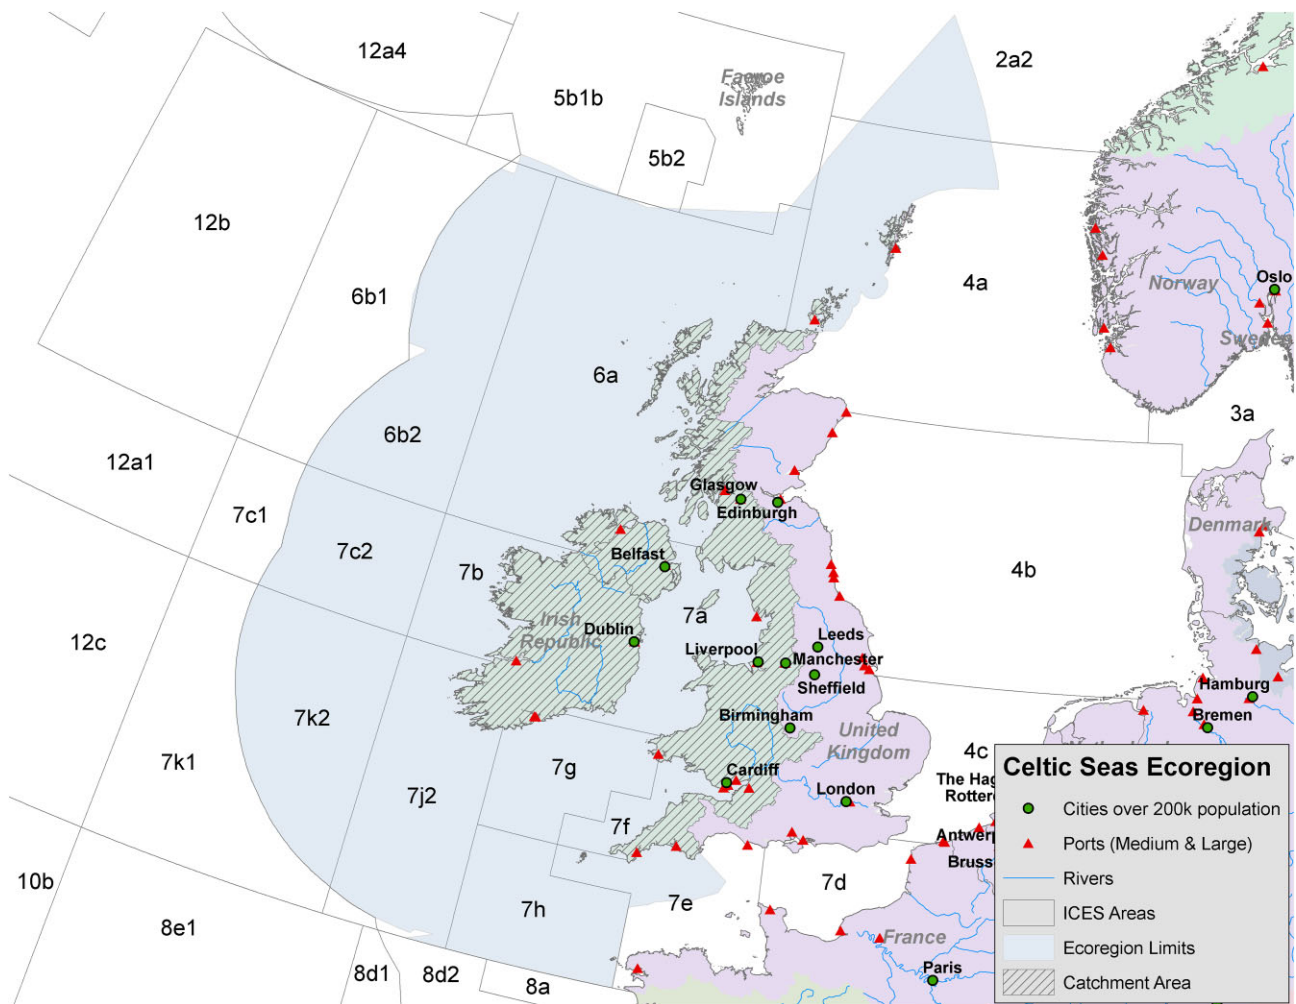 12a4
2a2
Faeroe
Islands
5b1b
5b2
12b
4a
Oslo
Norway
6b1
Sweden
6a
3a
6b2
12a1
Glasgow
7c1
Edinburgh
Denmark
7c2
Belfast
7b
4b
7a
Irish
Republic
Dublin
Leeds
12c
Liverpool
Manchester
Sheffield
Hamburg
7k2
Birmingham
Bremen
United
Kingdom
7k1
7g
4c
Cardiff
The Hag
Rotterd
7j2
London
7f
Antwerp
Bruss
10b
7d
7h
7e
8e1
France
Paris
8d1
8d2
8a
Celtic Seas Ecoregion
Cities over 200k population
Ports (Medium & Large)
Rivers
ICES Areas
Ecoregion Limits
Catchment Area